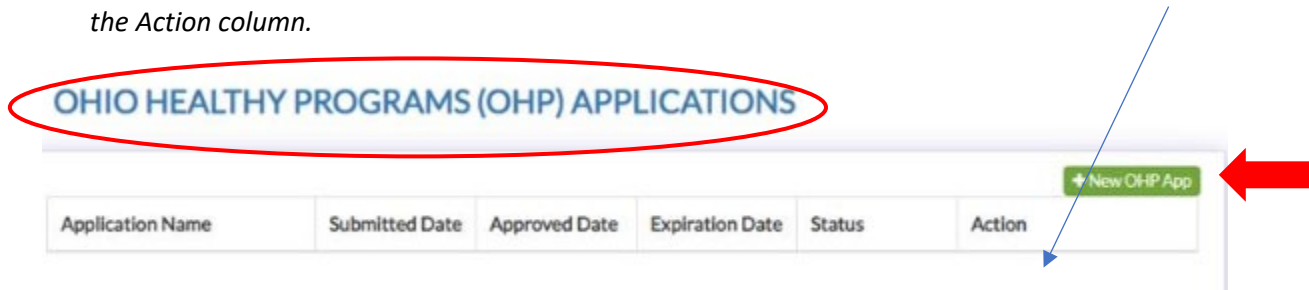 the Action column.
OHIO HEALTHY PROGRAMS (OHP) APPLICATIONS
+ New OHP App
Application Name Submitted Date Approved Date Expiration Date Status Action